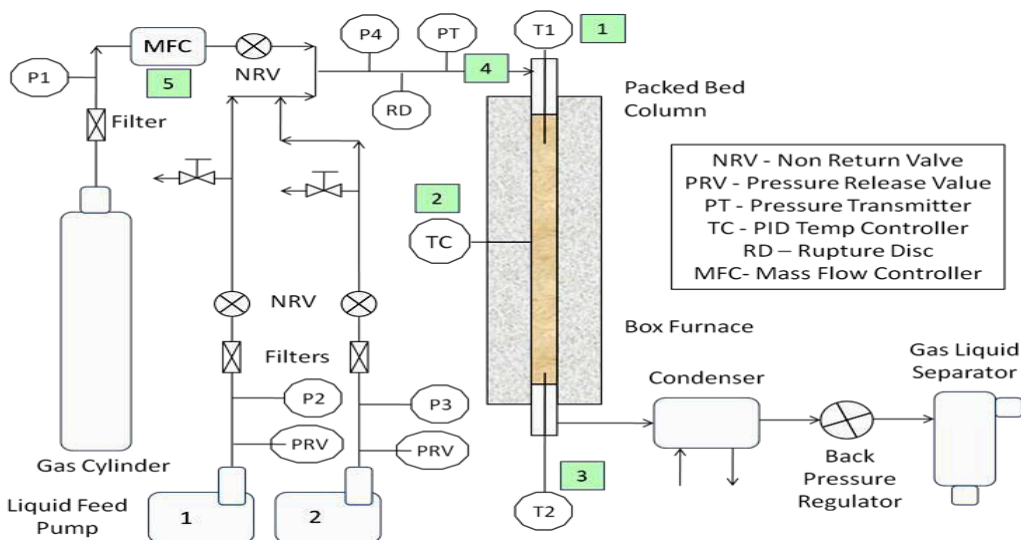 P1
MFC
5
NRV
P4
PT
4
RD
T1
1
Packed Bed
Column
Filter
NRV - Non Return Valve
PRV - Pressure Release Value
PT - Pressure Transmitter
TC - PID Temp Controller
RD – Rupture Disc
MFC- Mass Flow Controller
2
TC
NRV
Filters
P2
P3
PRV
PRV
Gas Cylinder
Liquid Feed
Pump
1
2
Box Furnace
Condenser
Gas Liquid
Separator
Back
Pressure
Regulator
3
T2